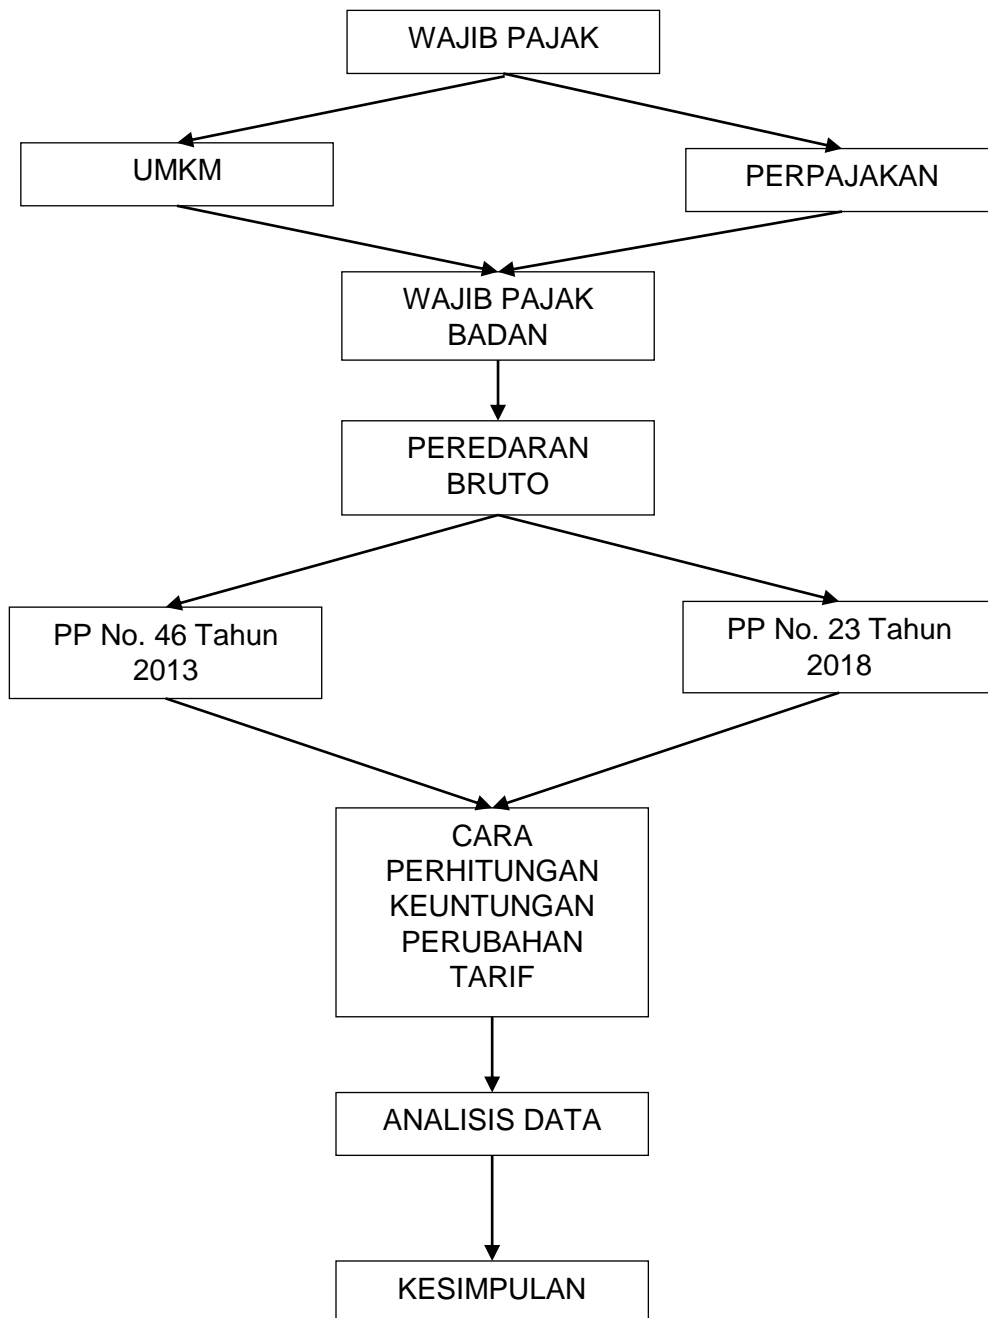 WAJIB PAJAK
UMKM
PERPAJAKAN
WAJIB PAJAK
BADAN
PEREDARAN
BRUTO
PP No. 46 Tahun
2013
PP No. 23 Tahun
2018
CARA
PERHITUNGAN
KEUNTUNGAN
PERUBAHAN
TARIF
ANALISIS DATA
KESIMPULAN